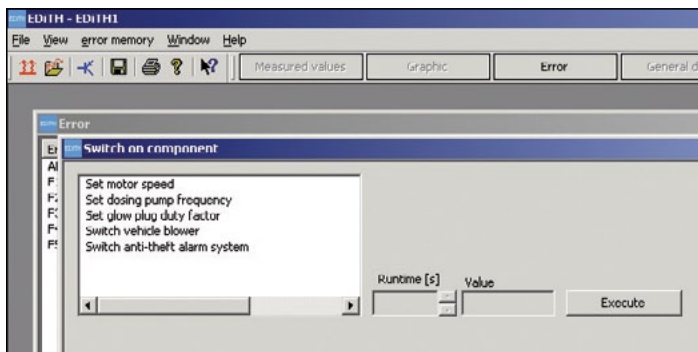 EDiTH - EDiTH1
File View error memory Window Help
Measured values Graphic Error General d
Error
Switch on component
Set motor speed
Set dosing pump frequency
Set glow plug duty factor
Switch vehicle blower
Switch anti-theft alarm system
Runtime [s] Value
Execute